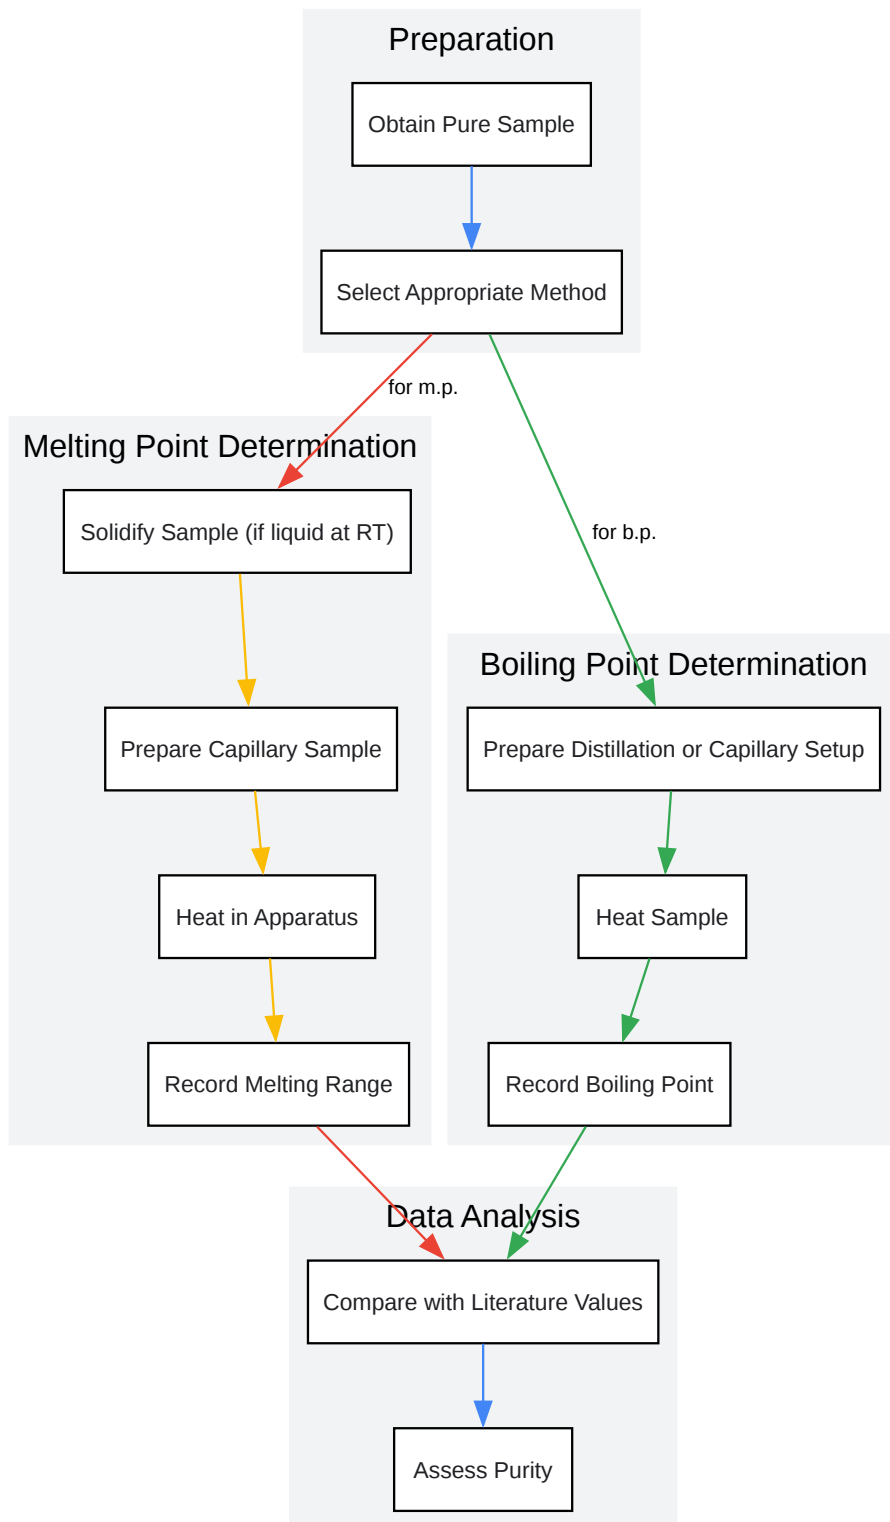 Preparation
Obtain Pure Sample
Select Appropriate Method
for m.p.
Melting Point Determination
Solidify Sample (if liquid at RT)
for b.p.
Boiling Point Determination
Prepare Capillary Sample
Prepare Distillation or Capillary Setup
Heat in Apparatus
Heat Sample
Record Melting Range
Record Boiling Point
Data Analysis
Compare with Literature Values
Assess Purity